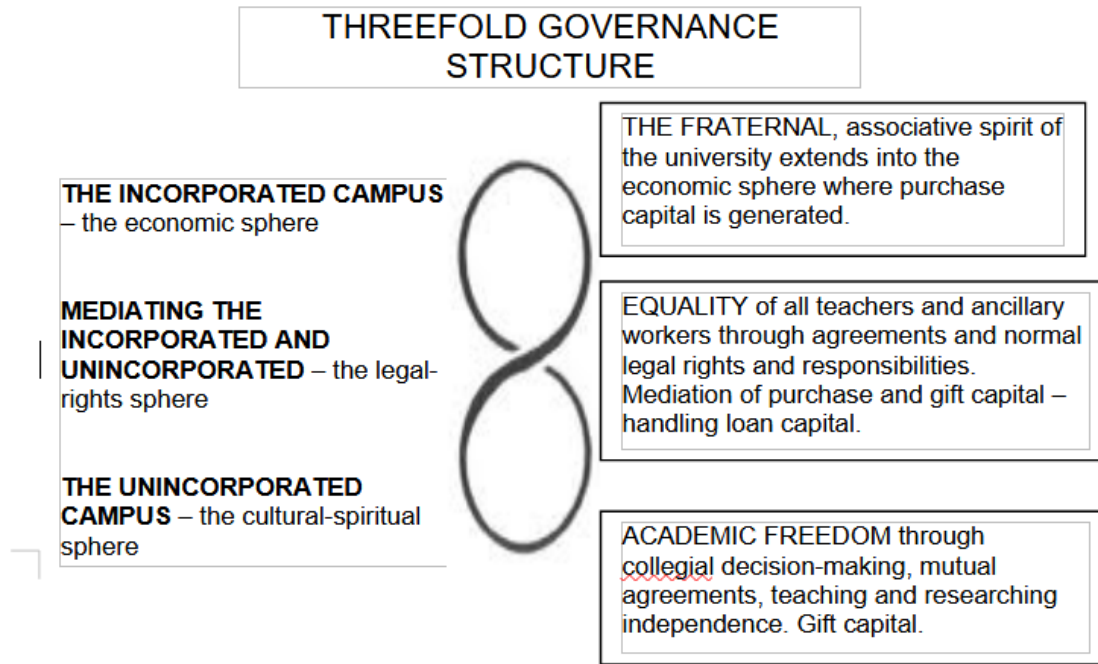 THREEFOLD GOVERNANCE
STRUCTURE
THE INCORPORATED CAMPUS
– the economic sphere
MEDIATING THE
INCORPORATED AND
UNINCORPORATED – the legal-
rights sphere
THE UNINCORPORATED
CAMPUS – the cultural-spiritual
sphere
THE FRATERNAL, associative spirit of
the university extends into the
economic sphere where purchase
capital is generated.
EQUALITY of all teachers and ancillary
workers through agreements and normal
legal rights and responsibilities.
Mediation of purchase and gift capital –
handling loan capital.
ACADEMIC FREEDOM through
collegial decision-making, mutual
agreements, teaching and researching
independence. Gift capital.